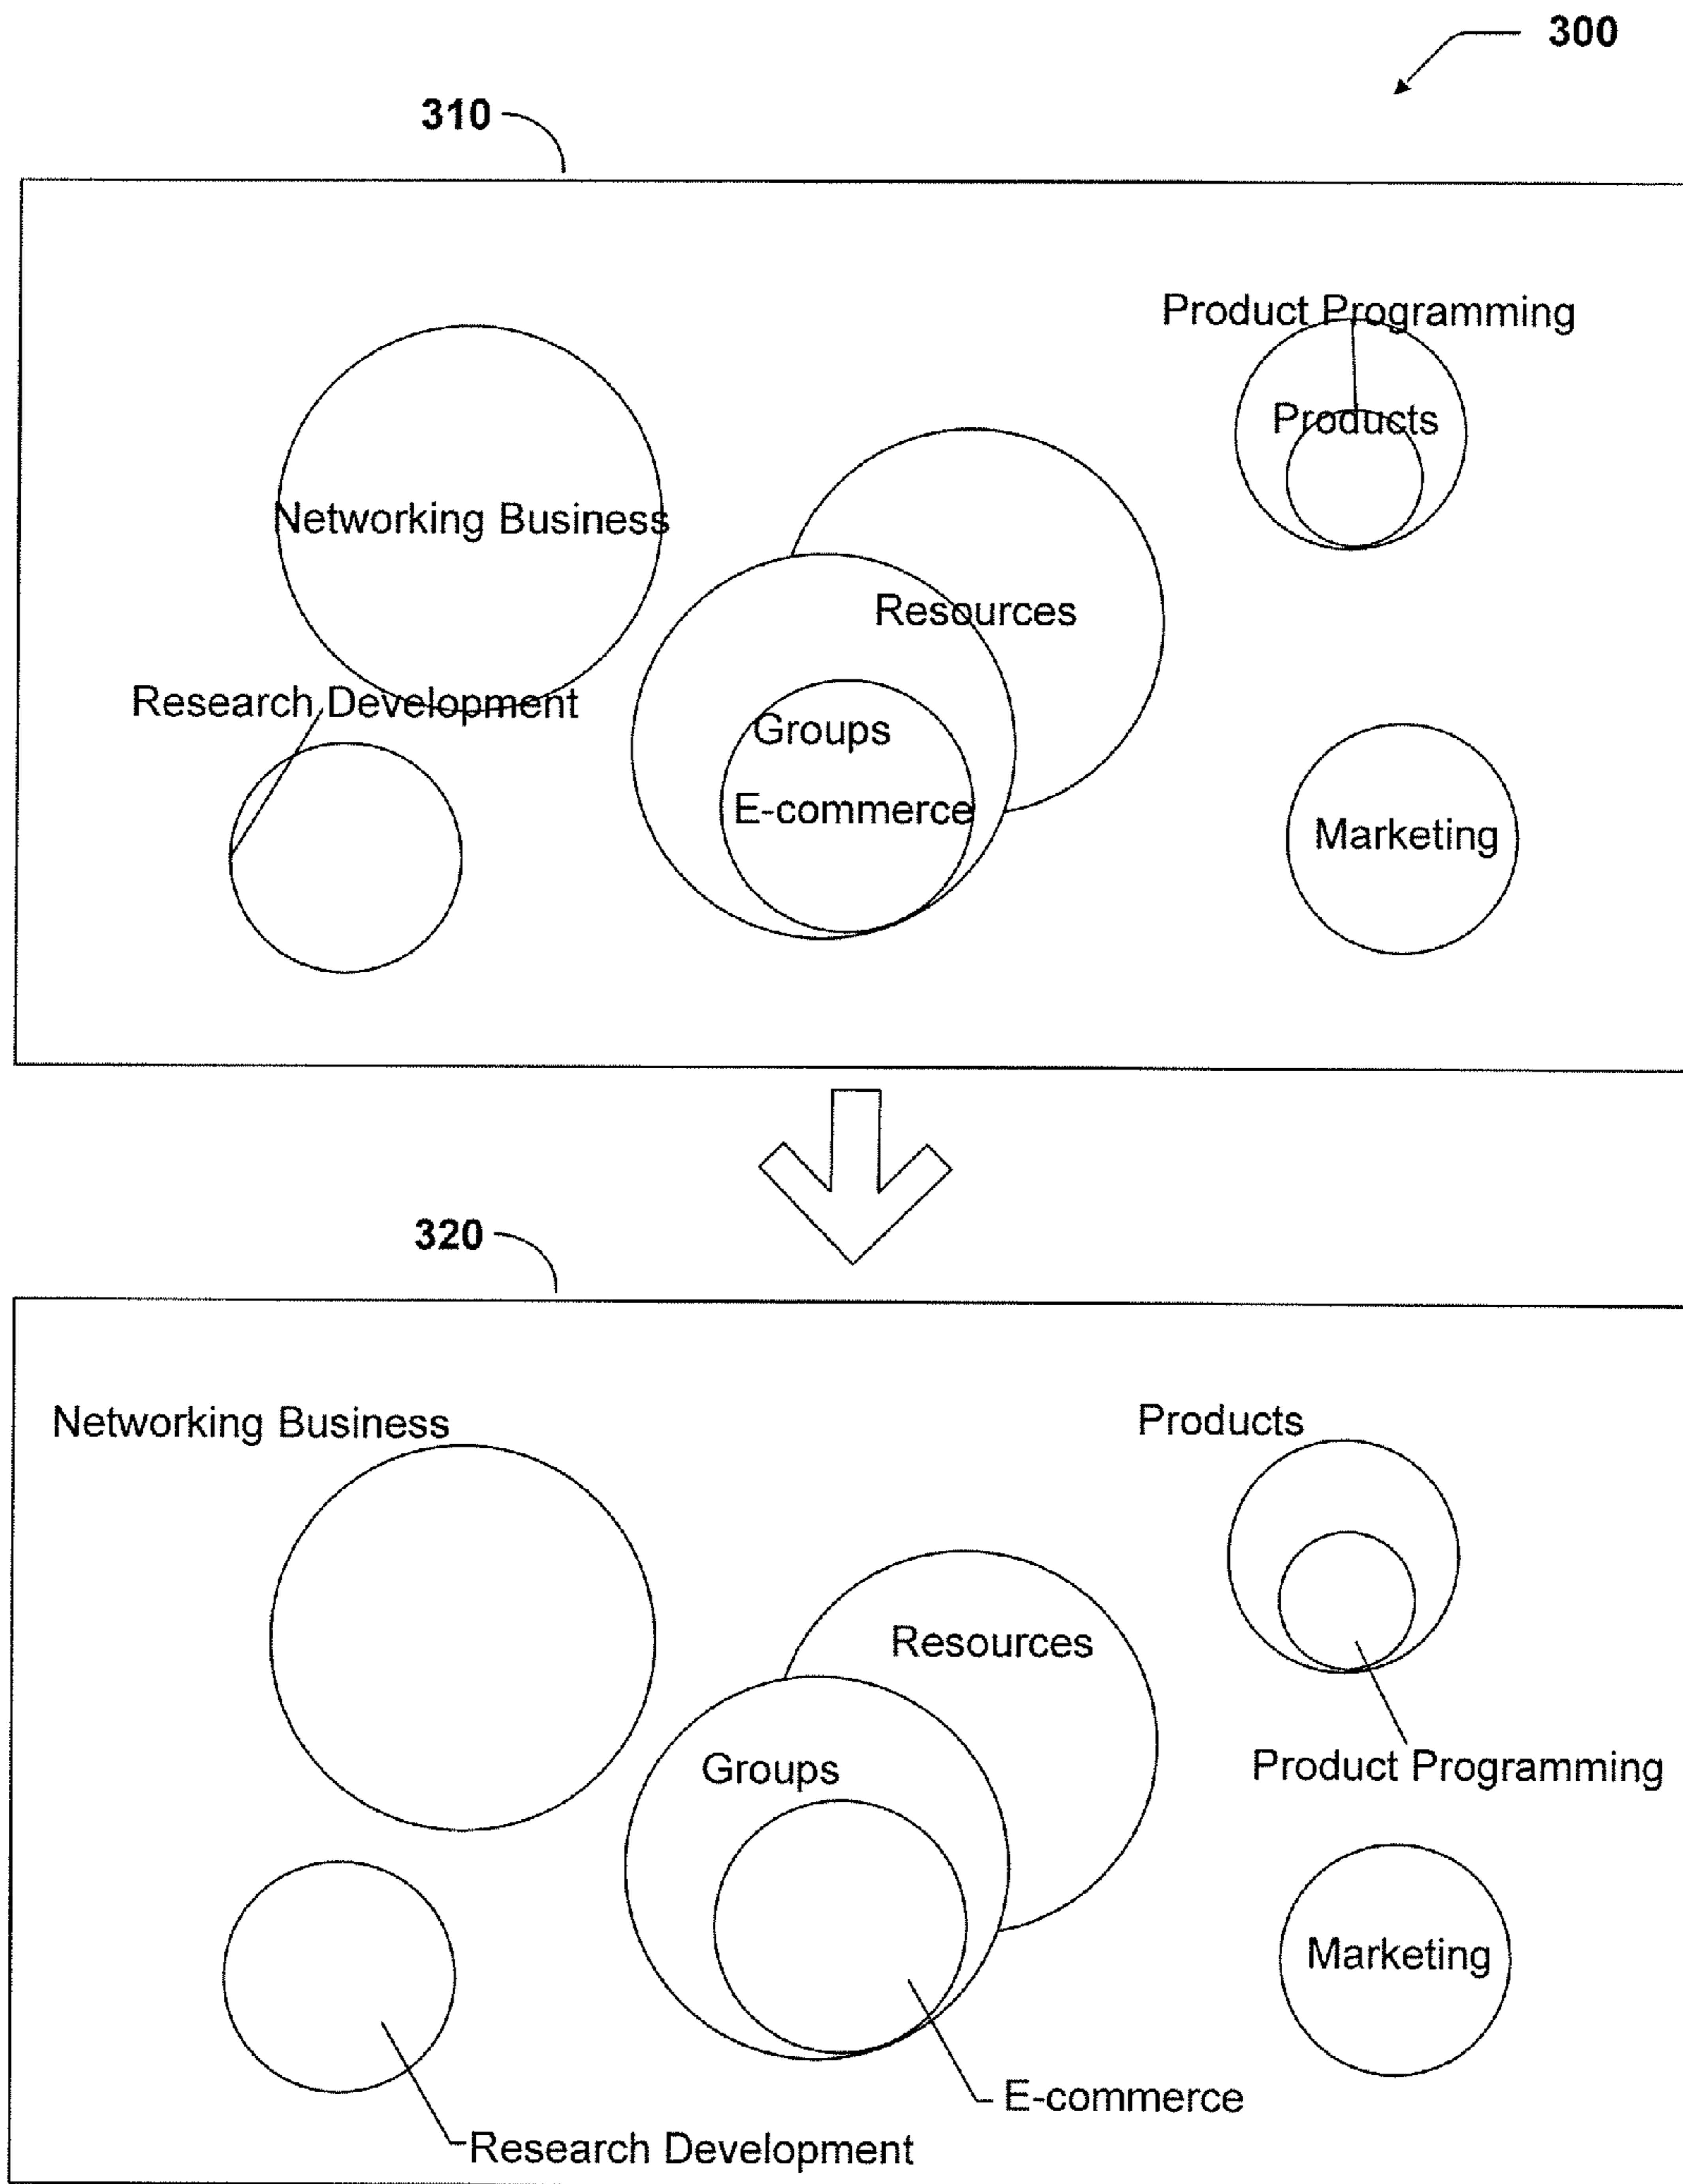 300
310
Product Programming
Products
Networking Business
Resources
Research Development
Groups
E-commerce
Marketing
320
Networking Business
Products
Resources
Groups
Product Programming
Marketing
E-commerce
Research Development